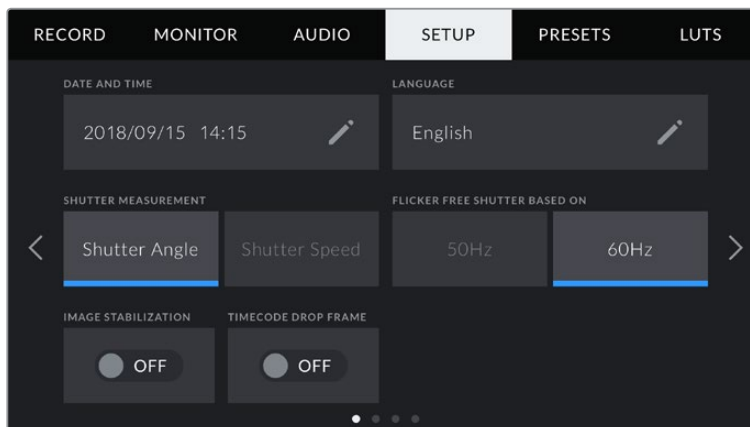 RECORD MONITOR AUDIO SETUP PRESETS LUTS
DATE AND TIME LANGUAGE
2018/09/15 14:15 English
SHUTTER MEASUREMENT FLICKER FREE SHUTTER BASED ON
Shutter Angle Shutter Speed 50Hz 60Hz
IMAGE STABILIZATION TIMECODE DROP FRAME
OFF OFF